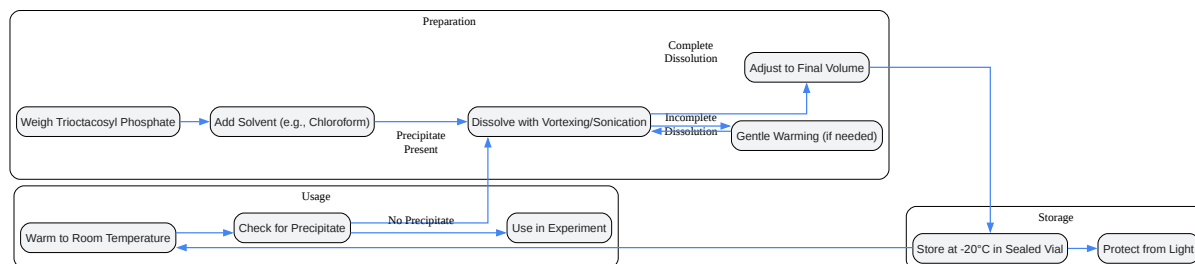 Preparation
Complete
Dissolution
Adjust to Final Volume
Weigh Trioctacosyl Phosphate
Add Solvent (e.g., Chloroform)
Dissolve with Vortexing/Sonication
Incomplete
Dissolution
Precipitate
Present
Gentle Warming (if needed)
Usage
Warm to Room Temperature
Check for Precipitate
No Precipitate
Use in Experiment
Storage
Store at -20°C in Sealed Vial
Protect from Light